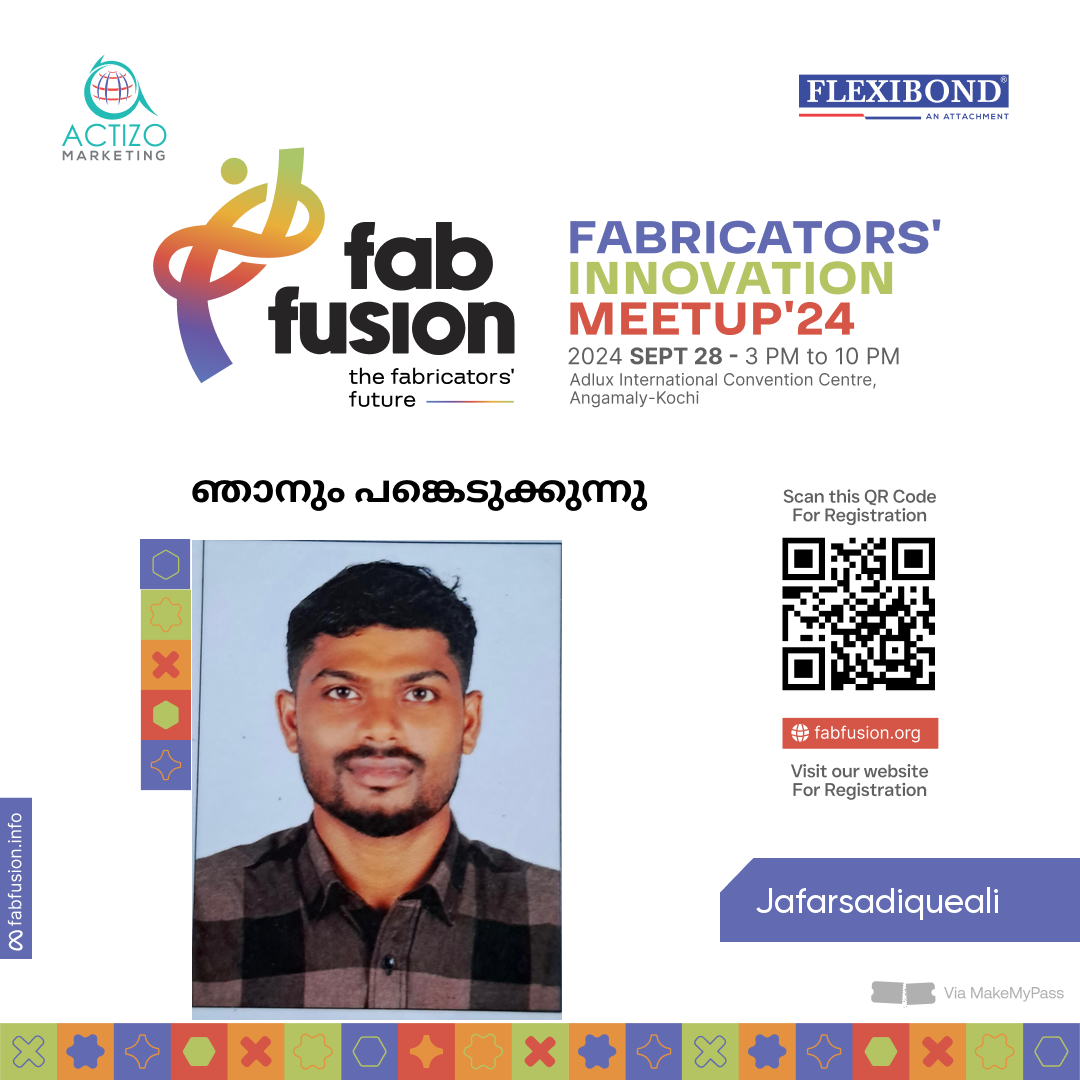 ACTIZO
MARKETING
FLEXIBOND®
AN ATTACHMENT
fab
fusion
the fabricators'
future
FABRICATORS'
INNOVATION
MEETUP'24
2024 SEPT 28 - 3 PM to 10 PM
Adlux International Convention Centre,
Angamaly-Kochi
ഞാനും പങ്കെടുക്കുന്നു
Scan this QR Code
For Registration
fabfusion.org
Visit our website
For Registration
fabfusion.info
Jafarsadiqueali
Via MakeMyPass